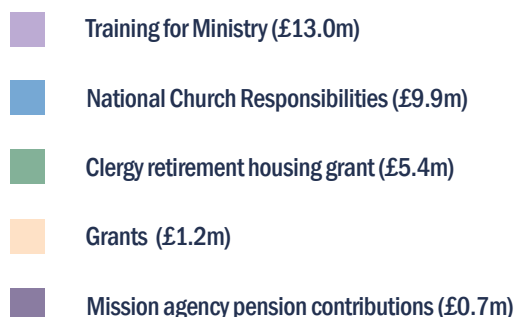 Training for Ministry (£13.0m)
National Church Responsibilities (£9.9m)
Clergy retirement housing grant (£5.4m)
Grants (£1.2m)
Mission agency pension contributions (£0.7m)